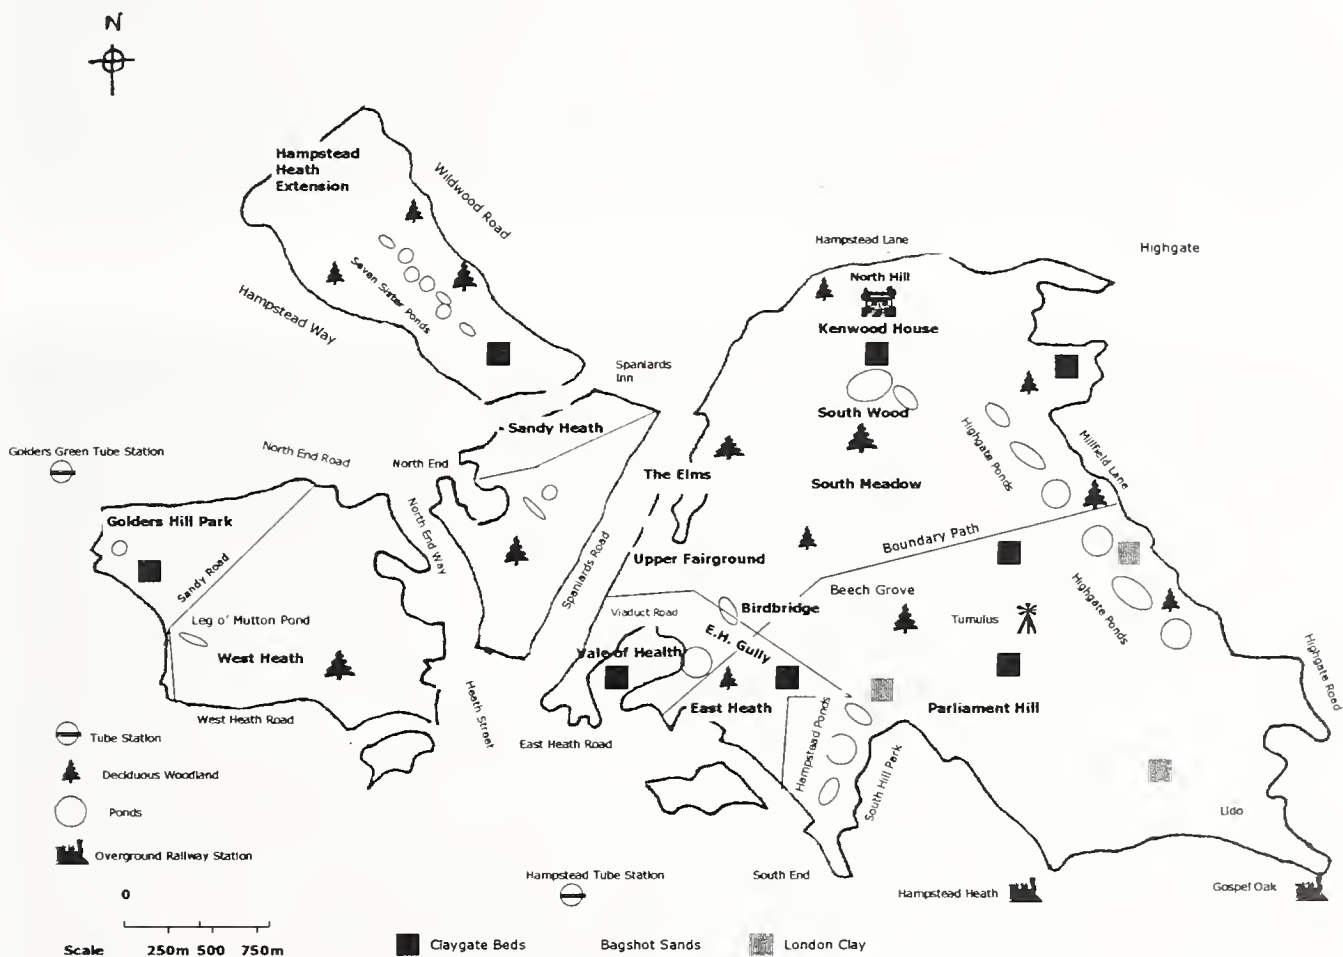 N
Hampstead
Heath
Extension
Wildwood Road
Seven Sister Ponds
Hampstead Way
Hampstead Lane
Highgate
North Hill
Kenwood House
Spaniards
Inn
South Wood
Sandy Heath
Highgate Ponds
Millfield Lane
Golders Green Tube Station
North End Road
North End
The Elms
South Meadow
Golders Hill Park
North End Way
Boundary Path
Sandy Road
Spaniards Road
Upper Fairground
Beech Grove
Highgate Ponds
Viaduct Road
Birdbridge
Leg o' Mutton Pond
E.H. Gully
Tumulus
West Heath
Vale of Health
Highgate Road
West Heath Road
Heath Street
East Heath
Parliament Hill
Hampstead Ponds
East Heath Road
South Hill Park
Tube Station
Deckduous Woodland
Ponds
Lido
Overground Railway Station
Hampstead Tube Station
South End
Hampstead Heath
Gospel Oak
0
Scale 250m 500 750m
Claygate Beds Bagshot Sands London Clay